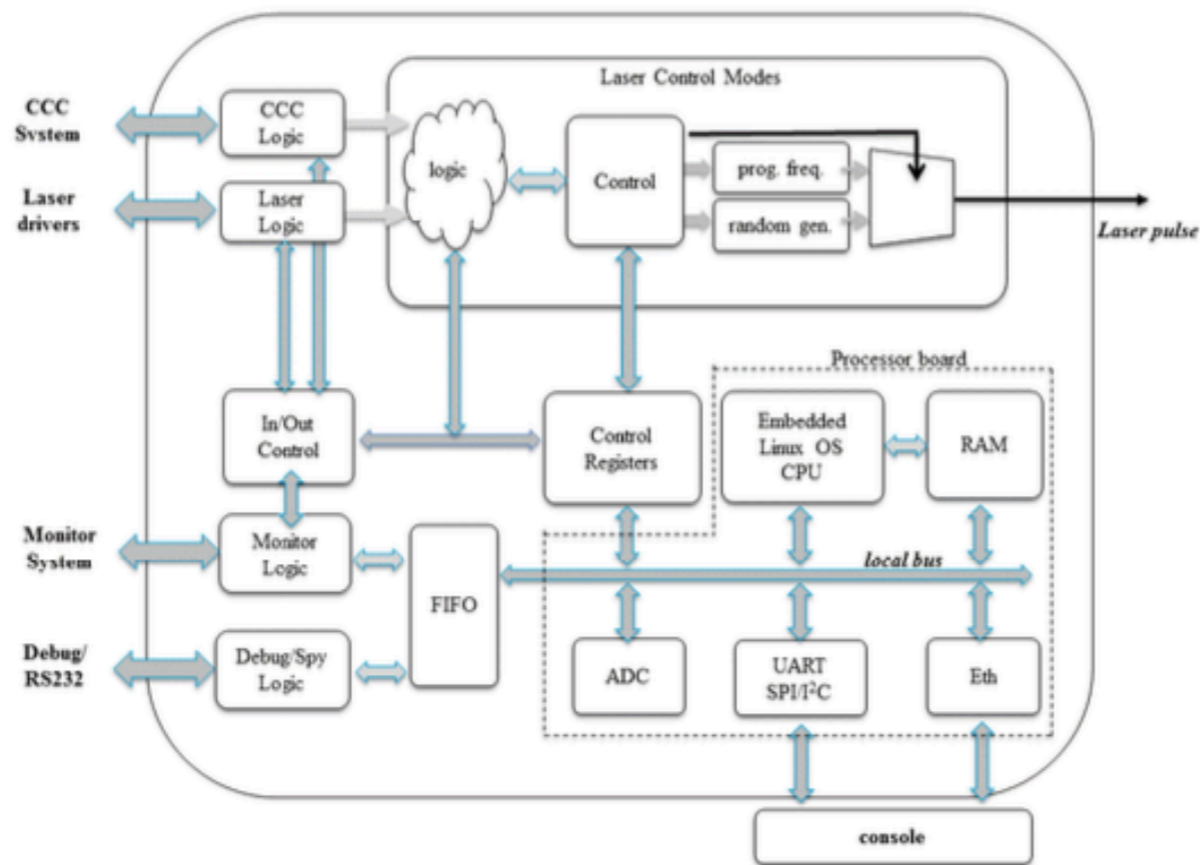 Laser Control Modes
CCC
System
CCC
Logic
logic
Control
prog. freq.
random gen.
Laser
drivers
Laser
Logic
Laser pulse
Processor board
In/Out
Control
Control
Registers
Embedded
Linux OS
CPU
RAM
Monitor
System
Monitor
Logic
FIFO
local bus
Debug/
RS232
Debug/Spy
Logic
ADC
UART
SPI/I²C
Eth
console